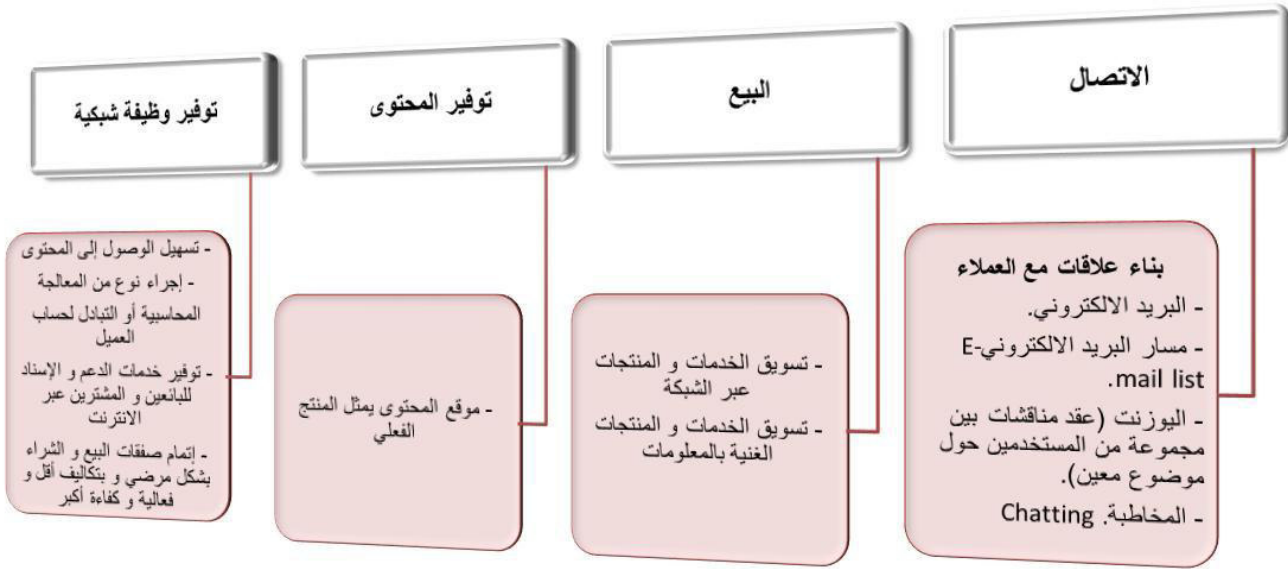 الاتصال
بناء علاقات مع العملاء
- البريد الالكتروني.
- مسار البريد الالكتروني E-
mail list.
- اليوزنت (عقد مناقشات بين
مجموعة من المستخدمين حول
موضوع معين).
- المخاطبة. Chatting
البيع
- تسويق الخدمات و المنتجات
عبر الشبكة
- تسويق الخدمات و المنتجات
الغنية بالمعلومات
توفير المحتوى
- موقع المحتوى يمثل المنتج
الفعلي
توفير وظيفة شبكية
- تسهيل الوصول إلى المحتوى
- إجراء نوع من المعالجة
المحاسبية أو التبادل لحساب
العميل
- توفير خدمات الدعم و الإسناد
للبائعين و المشترين عبر
الانترنت
- إتمام صفقات البيع و الشراء
بشكل مرضي و بتكاليف أقل و
فعالية و كفاءة أكبر